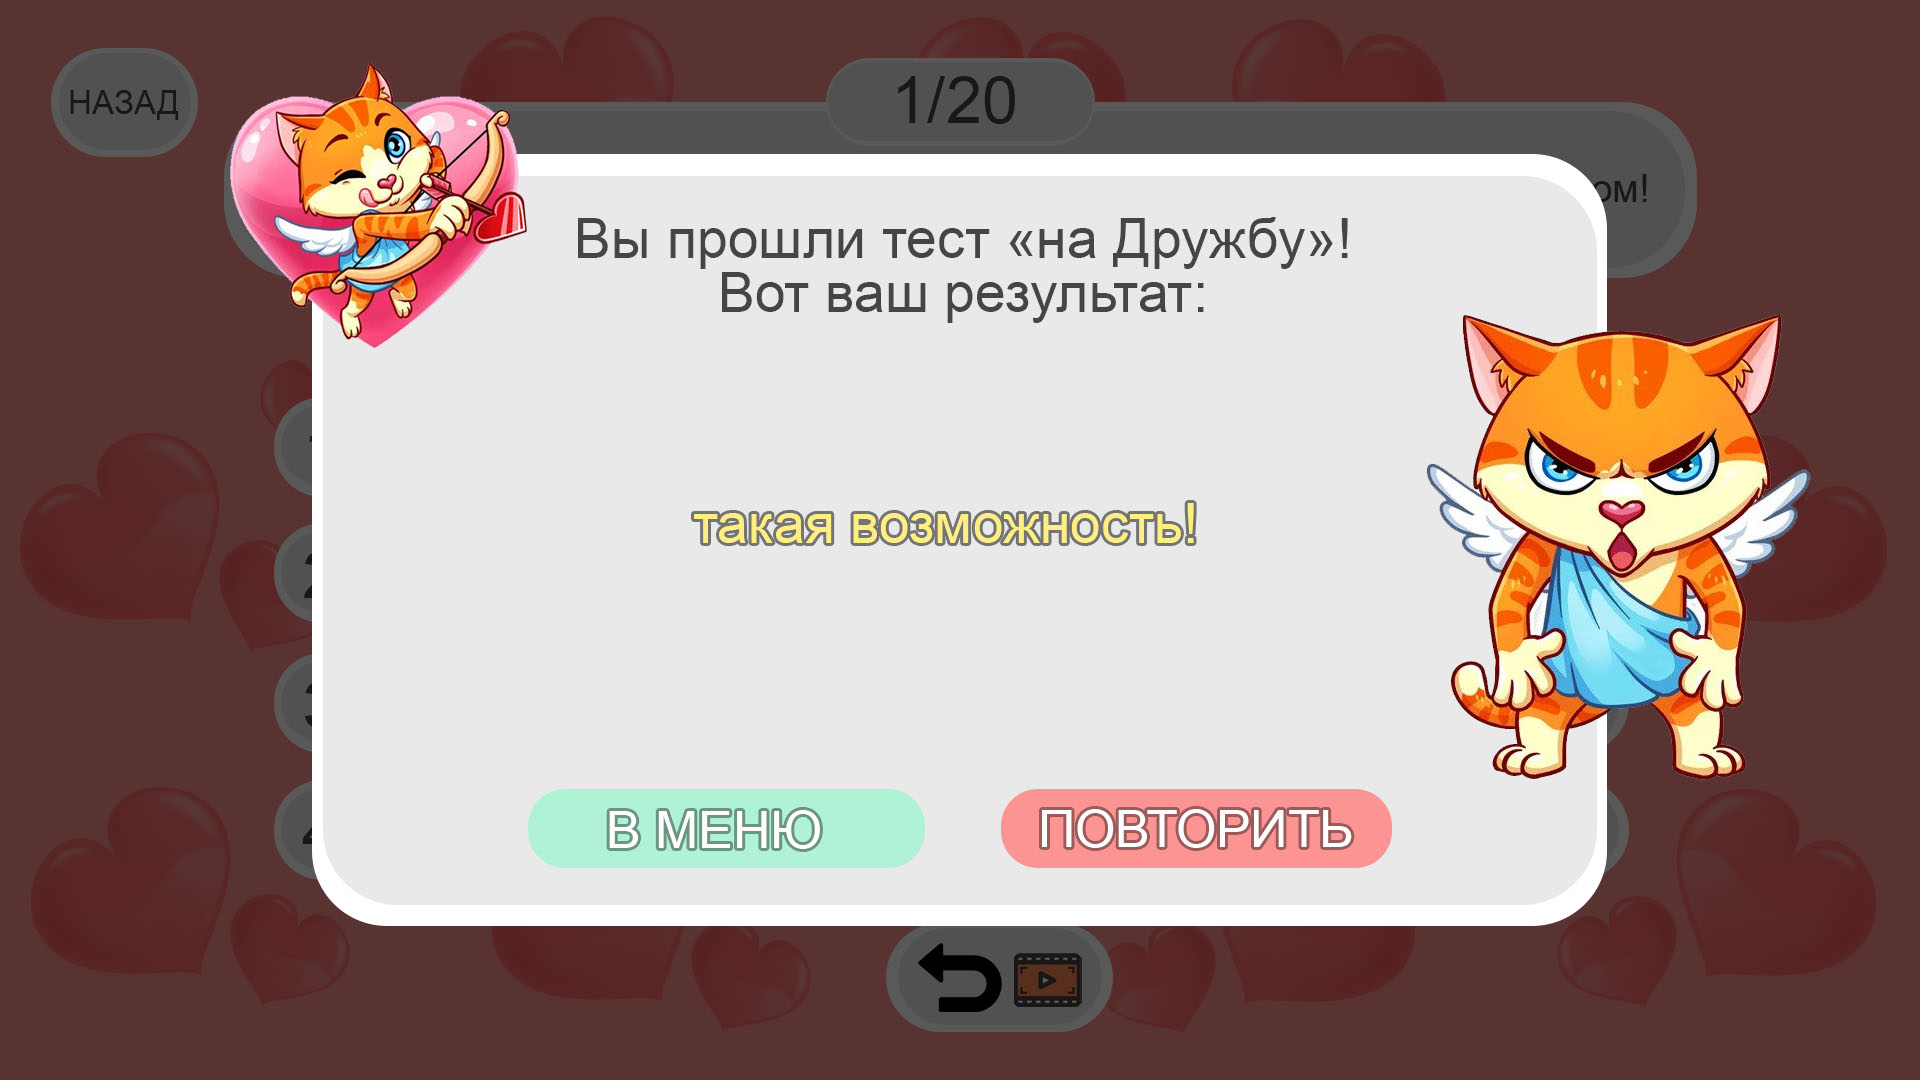 НАЗАД
1/20
ом!
Вы прошли тест «на Дружбу»!
Вот ваш результат:
такая возможность!
В МЕНЮ
ПОВТОРИТЬ